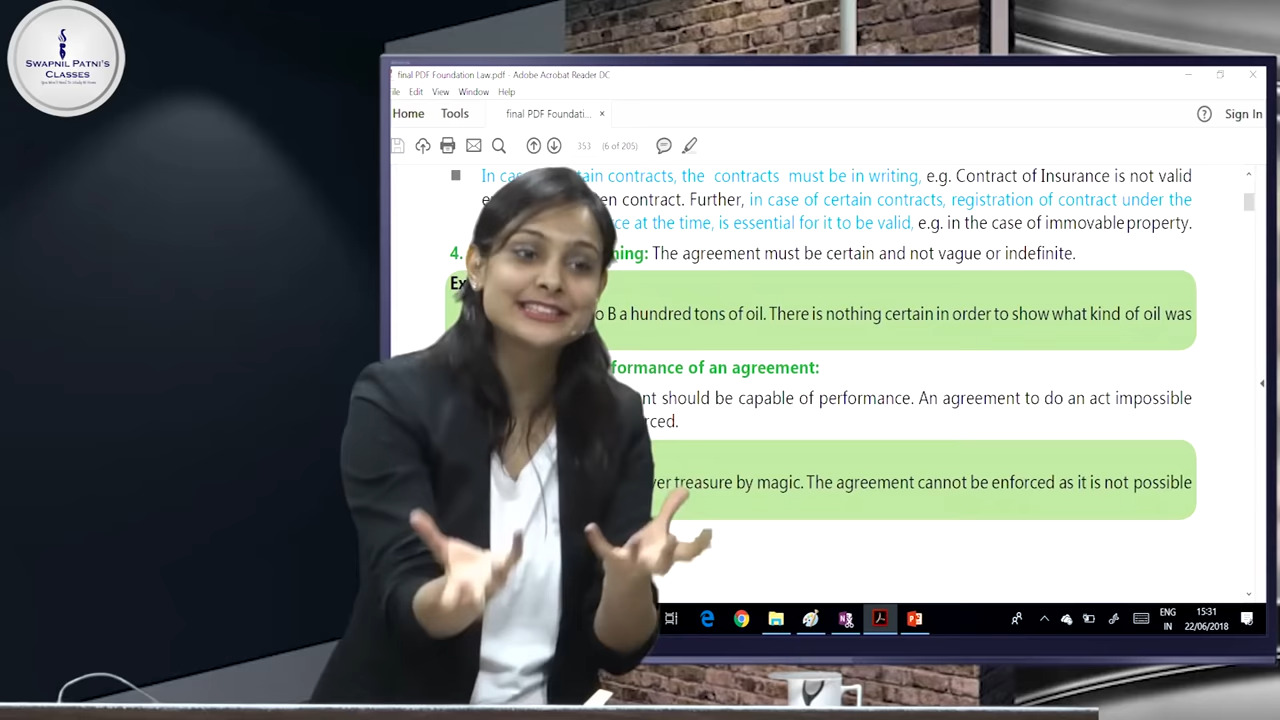 SWAPNIL PATNI'S
CLASSES
final PDF Foundation Law.pdf - Adobe Acrobat Reader DC
ile Edit View Window Help
Home Tools final PDF Foundati... × Sign In
353 (6 of 205)
In ca tain contracts, the contracts must be in writing, e.g. Contract of Insurance is not valid
e en contract. Further, in case of certain contracts, registration of contract under the
ce at the time, is essential for it to be valid, e.g. in the case of immovable property.
4. ning: The agreement must be certain and not vague or indefinite.
Ex
o B a hundred tons of oil. There is nothing certain in order to show what kind of oil was
formance of an agreement:
nt should be capable of performance. An agreement to do an act impossible
rced.
ver treasure by magic. The agreement cannot be enforced as it is not possible
ENG 15:31
IN 22/06/2018